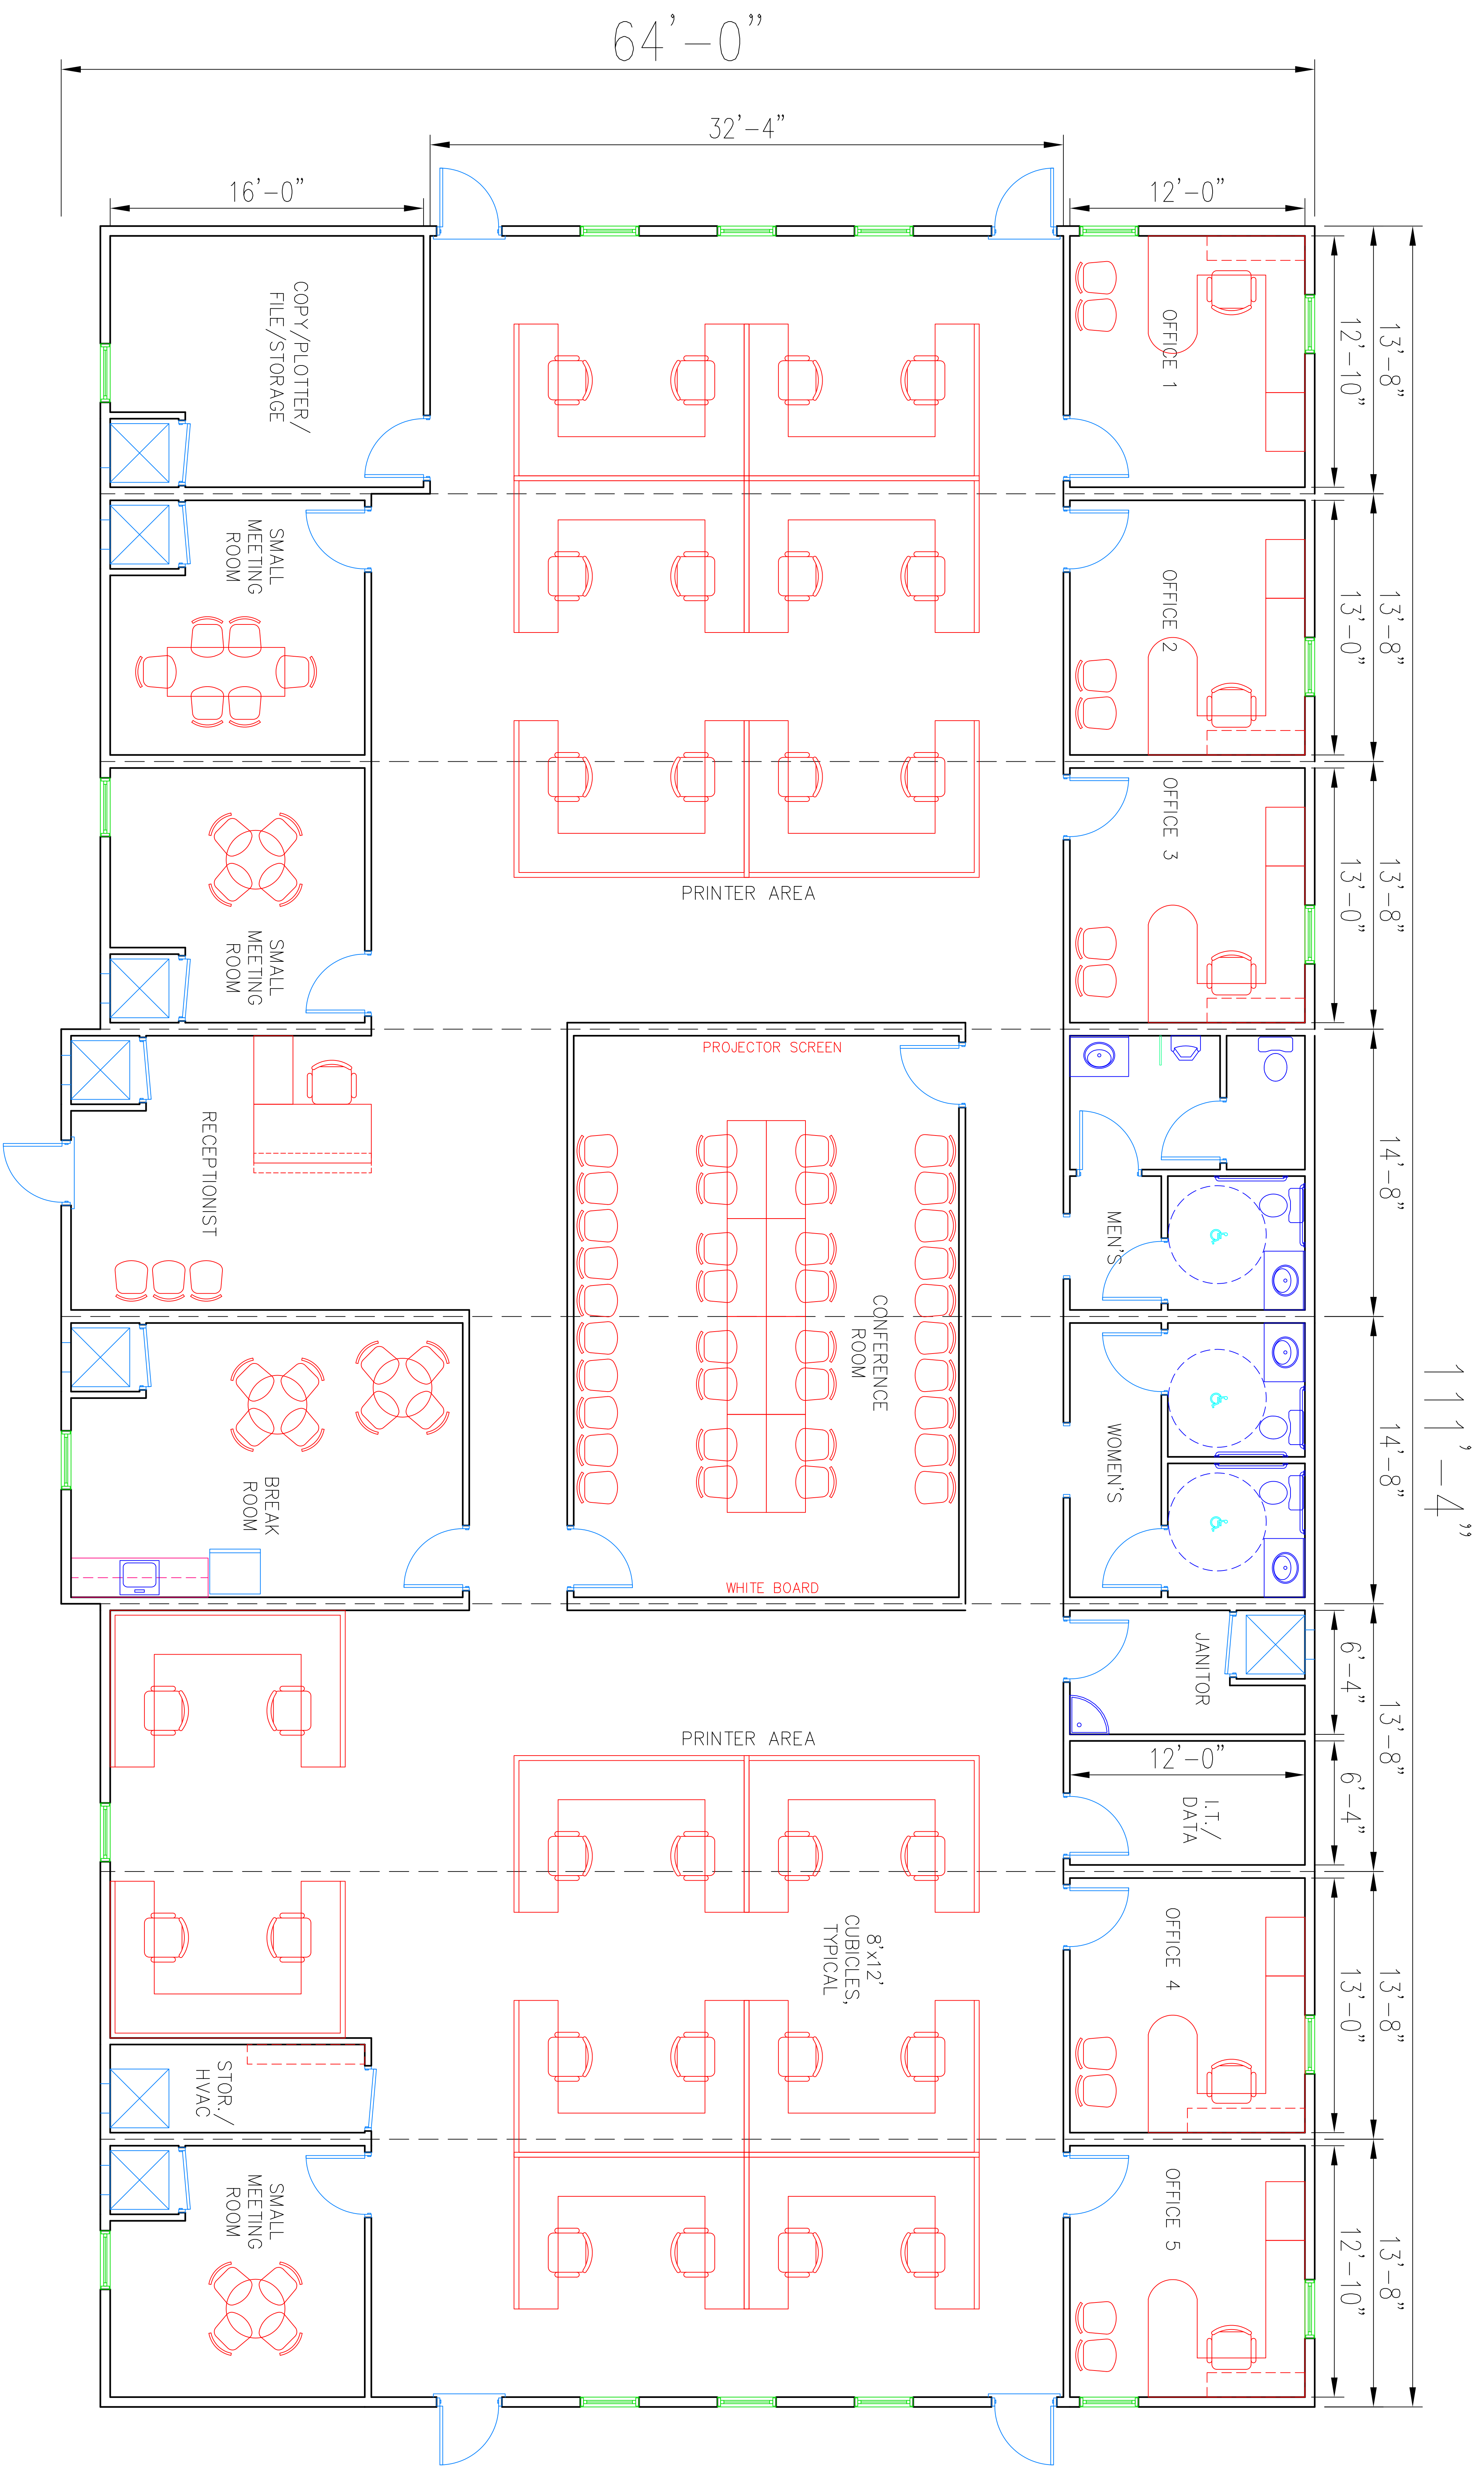 64'-0"
32'-4"
16'-0"
12'-0"
111'-4"
13'-8"
13'-8"
13'-8"
14'-8"
14'-8"
13'-8"
13'-8"
13'-8"
12'-10"
13'-0"
13'-0"
6'-4"
6'-4"
13'-0"
12'-10"
OFFICE 1
OFFICE 2
OFFICE 3
MEN'S
WOMEN'S
JANITOR
12'-0"
I.T./
DATA
OFFICE 4
OFFICE 5
PRINTER AREA
PROJECTOR SCREEN
CONFERENCE
ROOM
WHITE BOARD
PRINTER AREA
8'x12'
CUBICLES,
TYPICAL
COPY/PLOTTER/
FILE/STORAGE
SMALL
MEETING
ROOM
SMALL
MEETING
ROOM
RECEPTIONIST
BREAK
ROOM
STOR./
HVAC
SMALL
MEETING
ROOM